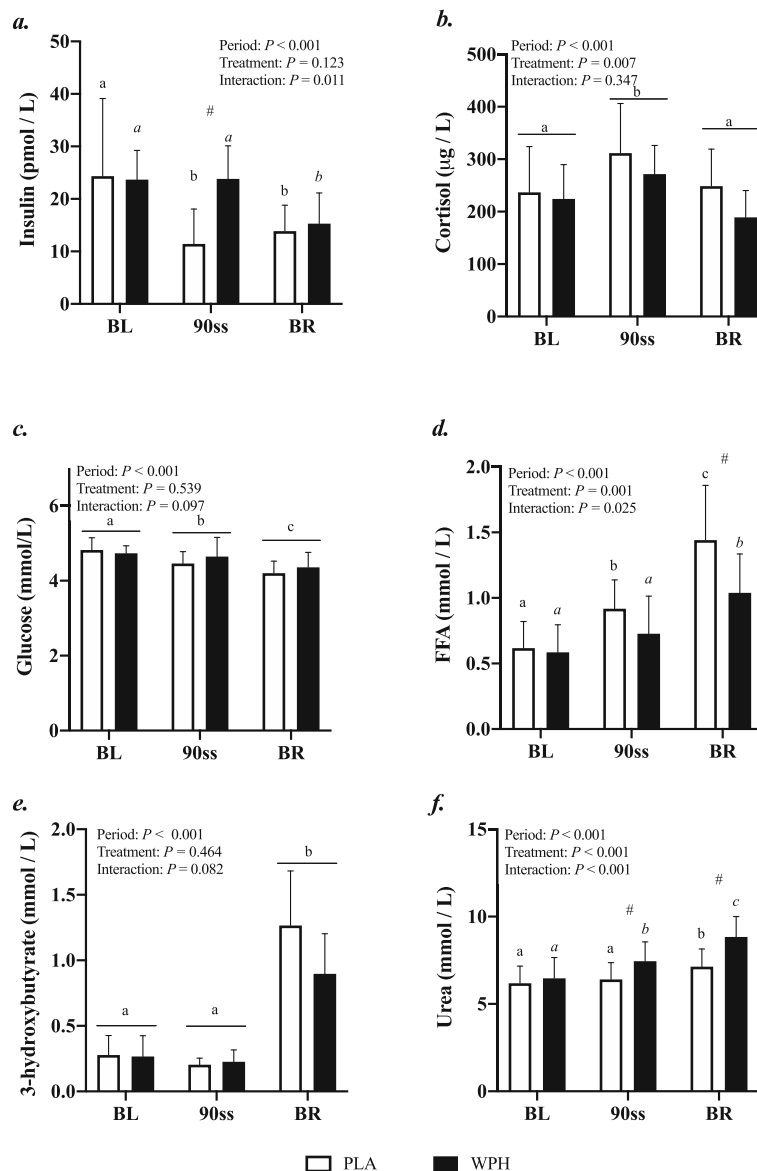 a.
Period: P < 0.001
Treatment: P = 0.123
Interaction: P = 0.011
Insulin (pmol / L)
50
40
30
20
10
0
a
a
#
b
a
b
b
BL
90ss
BR
b.
Period: P < 0.001
Treatment: P = 0.007
Interaction: P = 0.347
Cortisol (µg / L)
500
400
300
200
100
0
a
b
a
BL
90ss
BR
c.
Period: P < 0.001
Treatment: P = 0.539
Interaction: P = 0.097
Glucose (mmol/L)
6
4
2
0
a
b
c
BL
90ss
BR
d.
Period: P < 0.001
Treatment: P = 0.001
Interaction: P = 0.025
FFA (mmol / L)
2.0
1.5
1.0
0.5
0.0
a
a
b
a
#
c
b
BL
90ss
BR
e.
Period: P < 0.001
Treatment: P = 0.464
Interaction: P = 0.082
3-hydroxybutyrate (mmol / L)
2.0
1.5
1.0
0.5
0.0
a
a
b
BL
90ss
BR
f.
Period: P < 0.001
Treatment: P < 0.001
Interaction: P < 0.001
Urea (mmol / L)
15
10
5
0
a
a
#
a
b
#
b
c
BL
90ss
BR
PLA
WPH